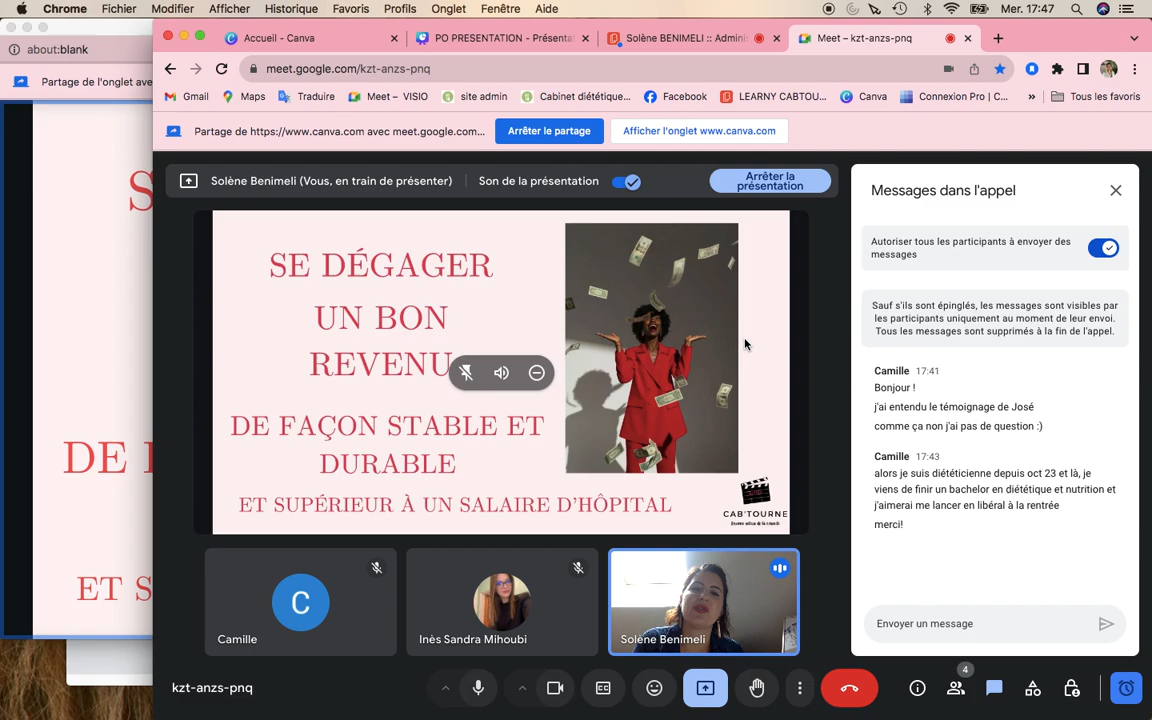 Chrome Fichier Modifier Afficher Historique Favoris Profils Onglet Fenêtre Aide Mer. 17:47
about:blank
Partage de l'onglet ave
Accueil - Canva
PO PRESENTATION - Présenta
Solène BENIMELI :: Admini
Meet – kzt-anzs-pnq
meet.google.com/kzt-anzs-pnq
Gmail Maps Traduire Meet – VISIO site admin Cabinet diététique... Facebook LEARNY CABTOU... Canva Connexion Pro | C... » Tous les favoris
Partage de https://www.canva.com avec meet.google.com...
Arrêter le partage
Afficher l'onglet www.canva.com
Solène Benimeli (Vous, en train de présenter)
Son de la présentation
Arrêter la
présentation
S
DE
ET S
SE DÉGAGER
UN BON
REVENU
DE FAÇON STABLE ET
DURABLE
ET SUPÉRIEUR À UN SALAIRE D'HÔPITAL
CAB'TOURNE
C
Camille
Inès Sandra Mihoubi
Solène Benimeli
Messages dans l'appel
Autoriser tous les participants à envoyer des
messages
Sauf s'ils sont épinglés, les messages sont visibles par
les participants uniquement au moment de leur envoi.
Tous les messages sont supprimés à la fin de l'appel.
Camille 17:41
Bonjour !
j'ai entendu le témoignage de José
comme ça non j'ai pas de question :)
Camille 17:43
alors je suis diététicienne depuis oct 23 et là, je
viens de finir un bachelor en diététique et nutrition et
j'aimerai me lancer en libéral à la rentrée
merci!
Envoyer un message
kzt-anzs-pnq
4